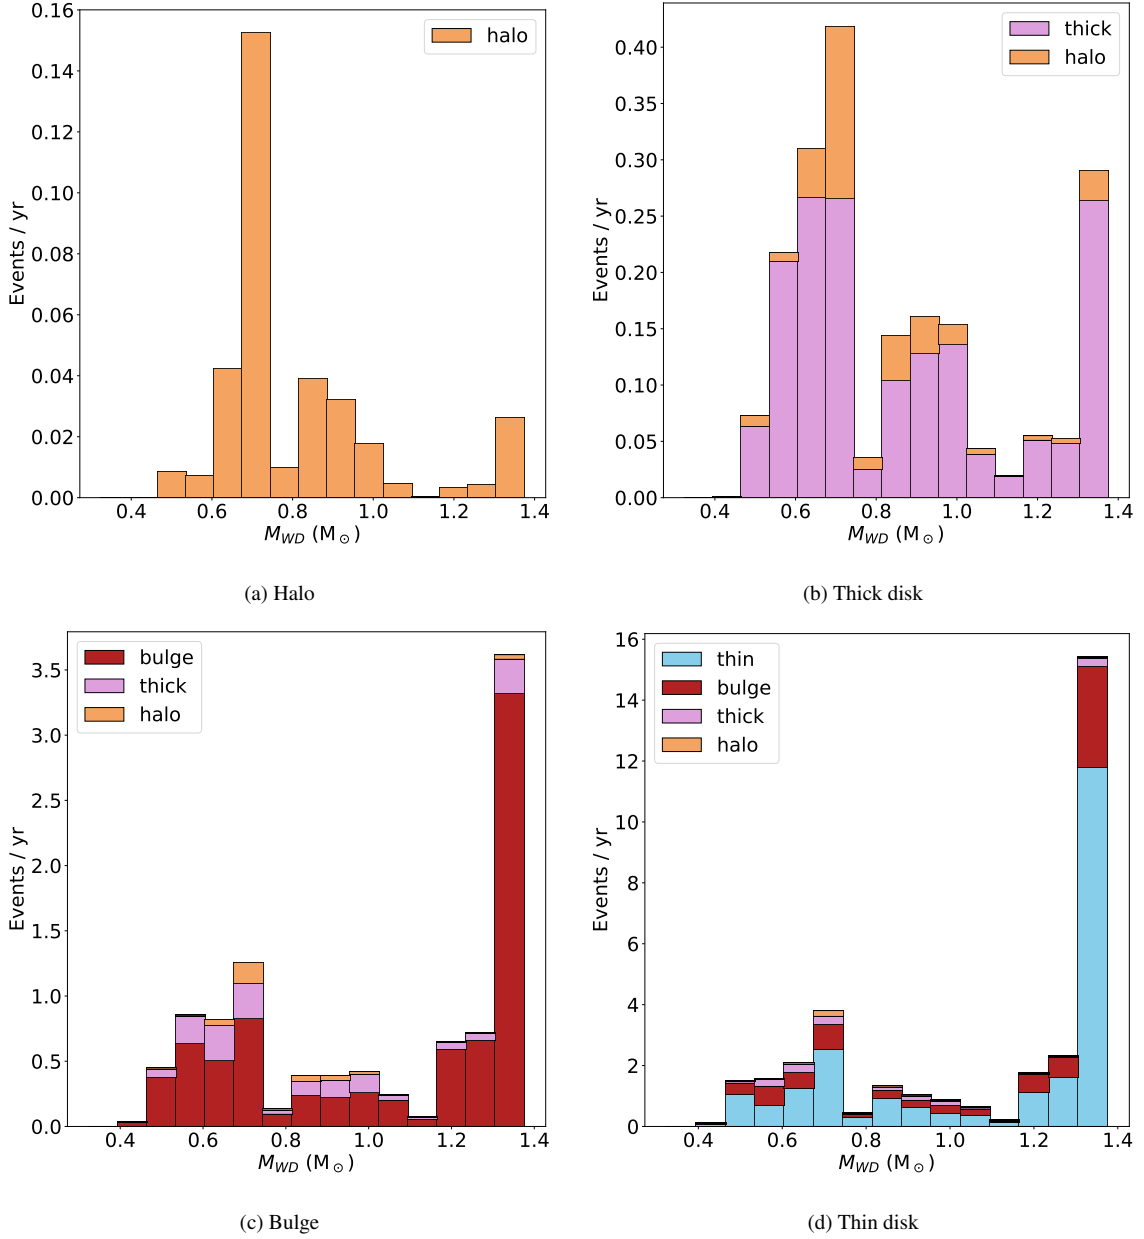 halo
Events / yr
0.16
0.14
0.12
0.10
0.08
0.06
0.04
0.02
0.00
0.4 0.6 0.8 1.0 1.2 1.4
M_WD (M⊙)
(a) Halo
thick
halo
Events / yr
0.40
0.35
0.30
0.25
0.20
0.15
0.10
0.05
0.00
0.4 0.6 0.8 1.0 1.2 1.4
M_WD (M⊙)
(b) Thick disk
bulge
thick
halo
Events / yr
3.5
3.0
2.5
2.0
1.5
1.0
0.5
0.0
0.4 0.6 0.8 1.0 1.2 1.4
M_WD (M⊙)
(c) Bulge
thin
bulge
thick
halo
Events / yr
16
14
12
10
8
6
4
2
0
0.4 0.6 0.8 1.0 1.2 1.4
M_WD (M⊙)
(d) Thin disk